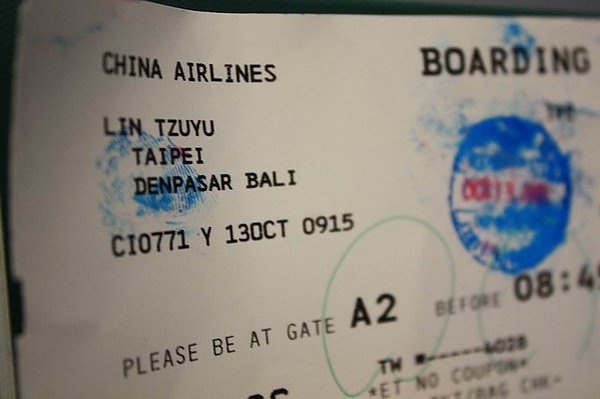 CHINA AIRLINES
BOARDING
LIN TZUYU
TAIPEI
DENPASAR BALI
CI0771 Y 13OCT 0915
PLEASE BE AT GATE A2 BEFORE 08:4
TW
*ET NO COUPON*